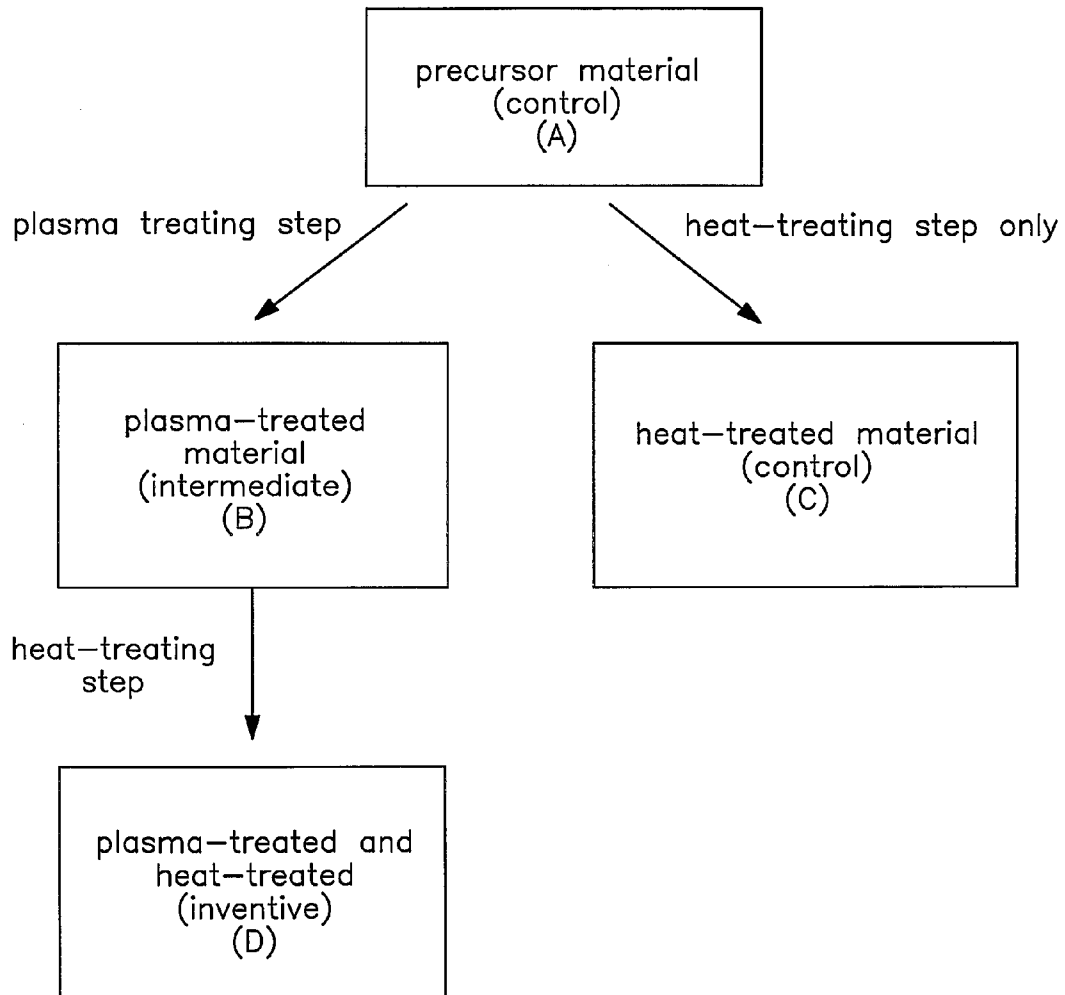 precursor material
(control)
(A)
plasma treating step
heat-treating step only
plasma-treated
material
(intermediate)
(B)
heat-treated material
(control)
(C)
heat-treating
step
plasma-treated and
heat-treated
(inventive)
(D)